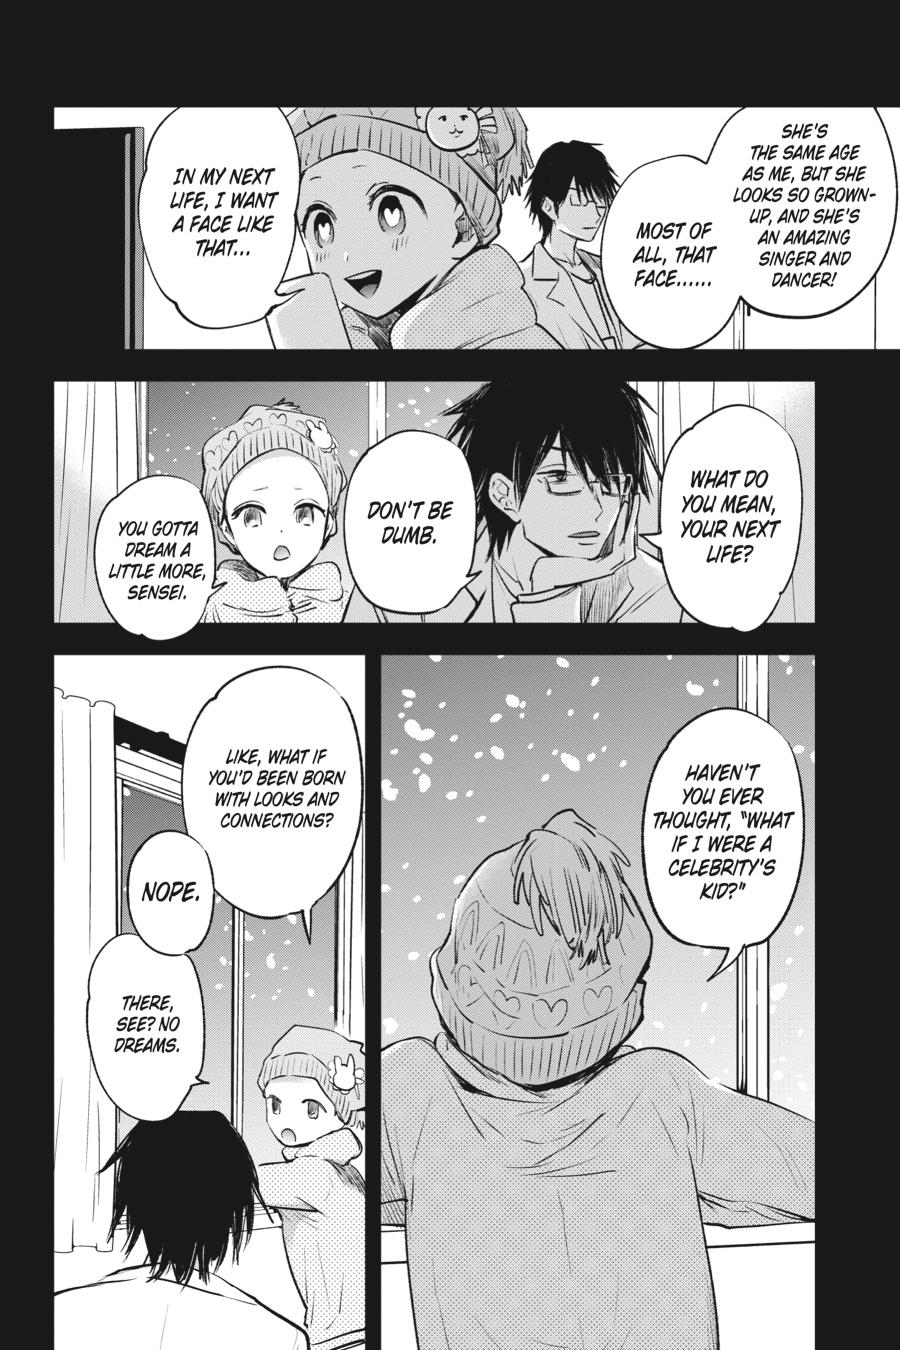 SHE'S
THE SAME AGE
AS ME, BUT SHE
LOOKS SO GROWN-
UP, AND SHE'S
AN AMAZING
SINGER AND
DANCER!
MOST OF
ALL, THAT
FACE......
IN MY NEXT
LIFE, I WANT
A FACE LIKE
THAT...
WHAT DO
YOU MEAN,
YOUR NEXT
LIFE?
DON'T BE
DUMB.
YOU GOTTA
DREAM A
LITTLE MORE,
SENSEI.
HAVEN'T
YOU EVER
THOUGHT, "WHAT
IF I WERE A
CELEBRITY'S
KID?"
LIKE, WHAT IF
YOU'D BEEN BORN
WITH LOOKS AND
CONNECTIONS?
NOPE.
THERE,
SEE? NO
DREAMS.